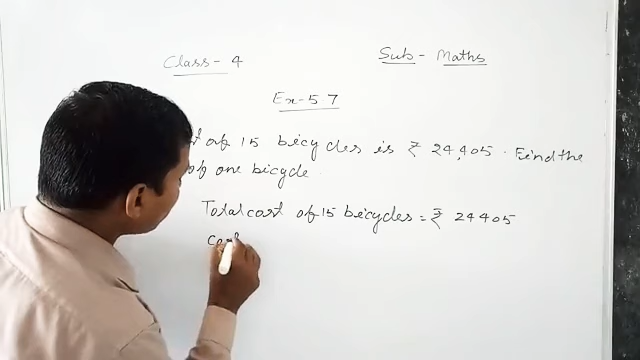 Class - 4 Sub - Maths
Ex-5.7
of 15 bicycles is ₹ 24,405. Find the
of one bicycle.
Total cost of 15 bicycles = ₹ 24405